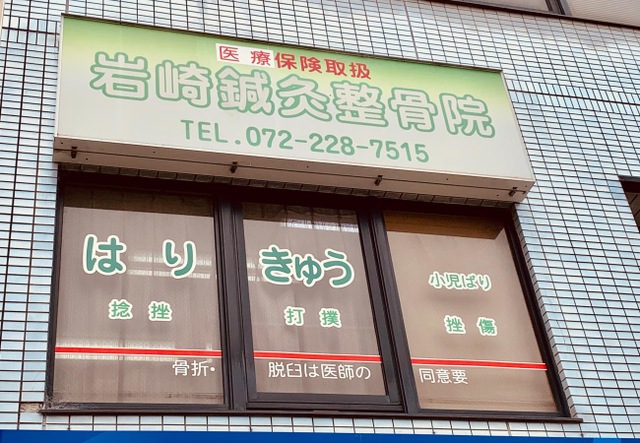 医療保険取扱
岩崎鍼灸整骨院
TEL.072-228-7515
はり きゅう 小児ばり
捻挫 打撲 挫傷
骨折・脱臼は医師の同意要